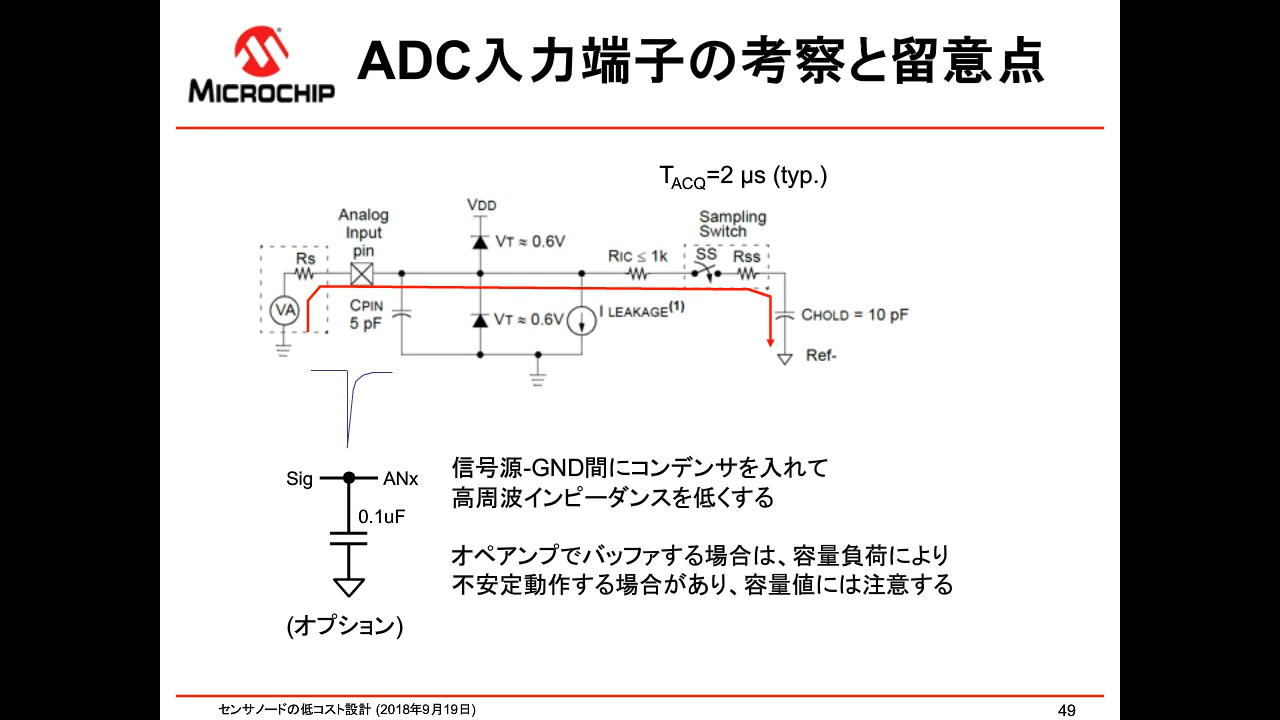 MICROCHIP
ADC入力端子の考察と留意点
TACQ=2 µs (typ.)
VDD
Analog
Input
pin
Sampling
Switch
VT ≈ 0.6V
RS
RIC ≤ 1k
SS
RSS
VA
CPIN
5 pF
VT ≈ 0.6V
I LEAKAGE(1)
CHOLD = 10 pF
Ref-
Sig
ANx
0.1uF
(オプション)
信号源-GND間にコンデンサを入れて
高周波インピーダンスを低くする
オペアンプでバッファする場合は、容量負荷により
不安定動作する場合があり、容量値には注意する
センサノードの低コスト設計 (2018年9月19日)
49